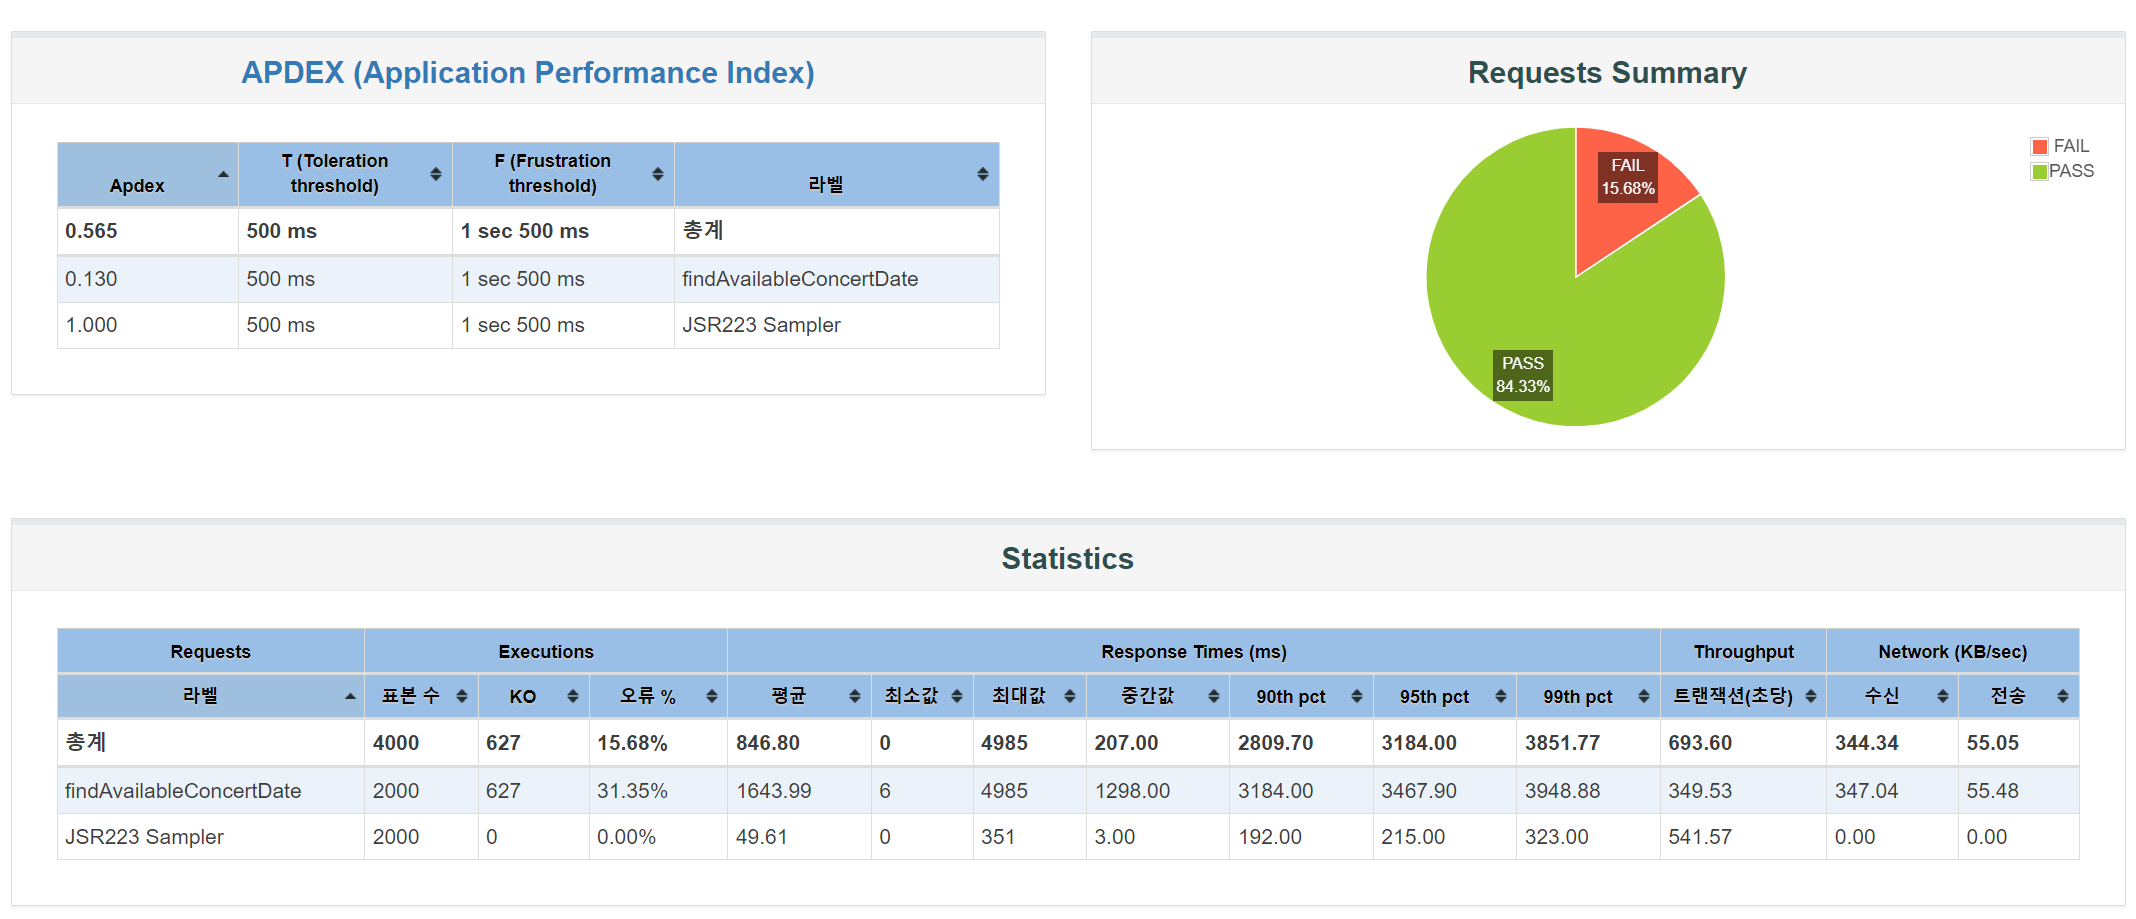 APDEX (Application Performance Index)
Apdex T (Toleration threshold) F (Frustration threshold) 라벨
0.565 500 ms 1 sec 500 ms 총계
0.130 500 ms 1 sec 500 ms findAvailableConcertDate
1.000 500 ms 1 sec 500 ms JSR223 Sampler
Requests Summary
FAIL
15.68%
PASS
84.33%
FAIL
PASS
Statistics
Requests Executions Response Times (ms) Throughput Network (KB/sec)
라벨 표본 수 KO 오류 % 평균 최소값 최대값 중간값 90th pct 95th pct 99th pct 트랜잭션(초당) 수신 전송
총계 4000 627 15.68% 846.80 0 4985 207.00 2809.70 3184.00 3851.77 693.60 344.34 55.05
findAvailableConcertDate 2000 627 31.35% 1643.99 6 4985 1298.00 3184.00 3467.90 3948.88 349.53 347.04 55.48
JSR223 Sampler 2000 0 0.00% 49.61 0 351 3.00 192.00 215.00 323.00 541.57 0.00 0.00